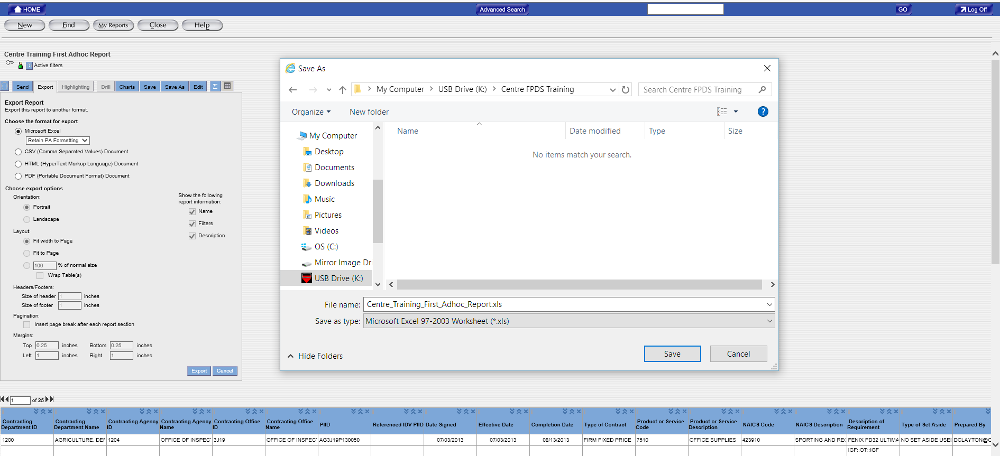 HOME
Advanced Search
GO
Log Off
New
Find
My Reports
Close
Help
Centre Training First Adhoc Report
Active filters
Send
Export
Highlighting
Drill
Charts
Save
Save As
Edit
Σ
Export Report
Export this report to another format.
Choose the format for export
Microsoft Excel
Retain PA Formatting
CSV (Comma Separated Values) Document
HTML (HyperText Markup Language) Document
PDF (Portable Document Format) Document
Choose export options
Orientation:
Portrait
Landscape
Layout:
Fit width to Page
Fit to Page
100 % of normal size
Wrap Table(s)
Show the following
report information:
Name
Filters
Description
Headers/Footers:
Size of header 1 inches
Size of footer 1 inches
Pagination:
Insert page break after each report section
Margins:
Top 0.25 inches Bottom 0.25 inches
Left 1 inches Right 1 inches
Export
Cancel
Save As
My Computer > USB Drive (K:) > Centre FPDS Training
Search Centre FPDS Training
Organize
New folder
?
My Computer
Desktop
Documents
Downloads
Music
Pictures
Videos
OS (C:)
Mirror Image Dri
USB Drive (K:)
Name
Date modified
Type
Size
No items match your search.
File name: Centre_Training_First_Adhoc_Report.xls
Save as type: Microsoft Excel 97-2003 Worksheet (*.xls)
Hide Folders
Save
Cancel
1 of 25
Contracting Department ID
Contracting Department Name
Contracting Agency ID
Contracting Agency Name
Contracting Office ID
Contracting Office Name
PIID
Referenced IDV PIID
Date Signed
Effective Date
Completion Date
Type of Contract
Product or Service Code
Product or Service Description
NAICS Code
NAICS Description
Description of Requirement
Type of Set Aside
Prepared By
1200
AGRICULTURE, DEF
1204
OFFICE OF INSPEC
3J19
OFFICE OF INSPEC
AG3J19P130050
07/03/2013
07/03/2013
08/13/2013
FIRM FIXED PRICE
7510
OFFICE SUPPLIES
423910
SPORTING AND RE
FENIX PD32 ULTIMA
NO SET ASIDE USE
DCLAYTON@
IGF::OT::IGF